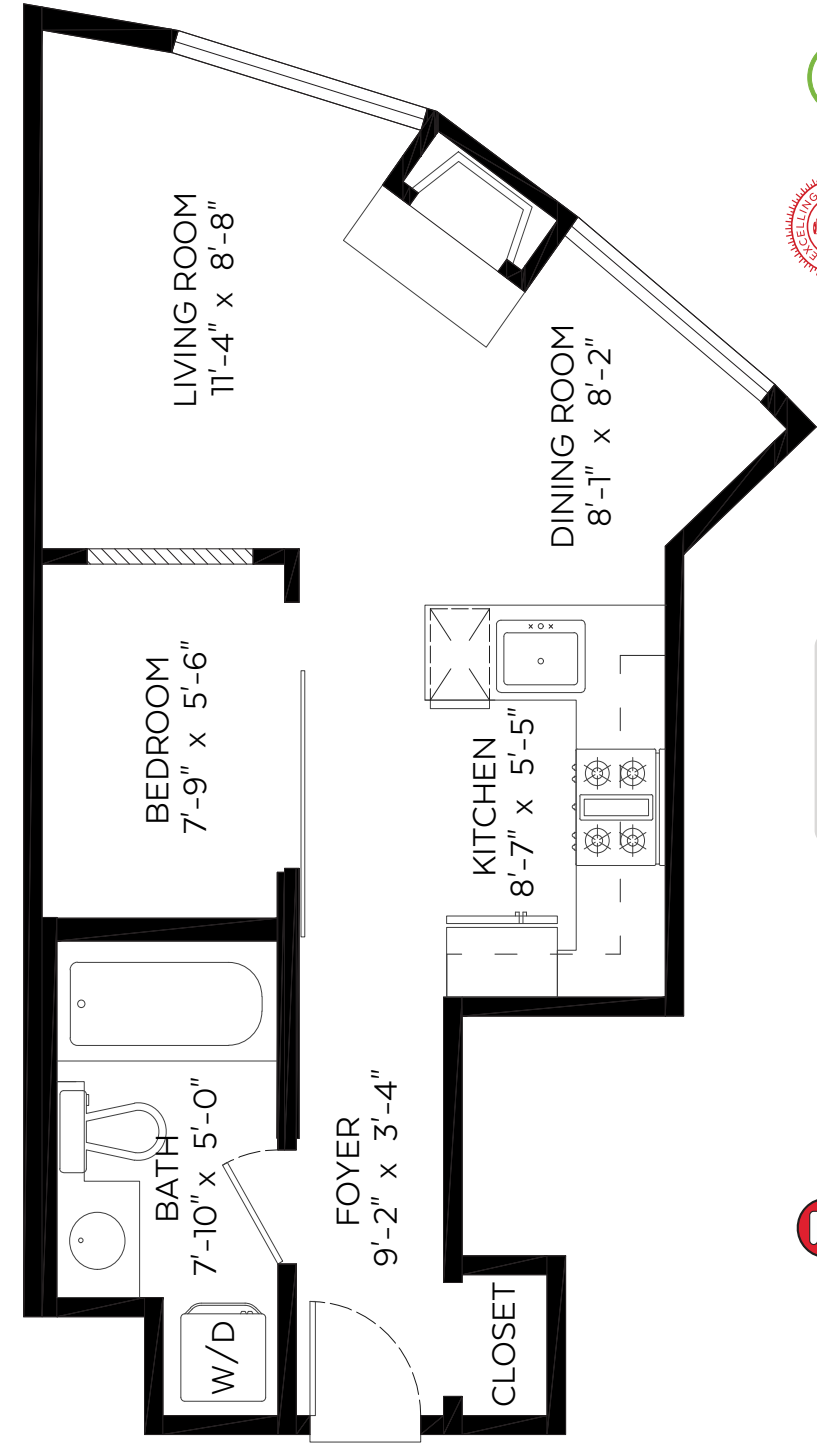 LIVING ROOM
11'-4" x 8'-8"
DINING ROOM
8'-1" x 8'-2"
BEDROOM
7'-9" x 5'-6"
KITCHEN
8'-7" x 5'-5"
BATH
7'-10" x 5'-0"
FOYER
9'-2" x 3'-4"
W/D
CLOSET
EXCELLING